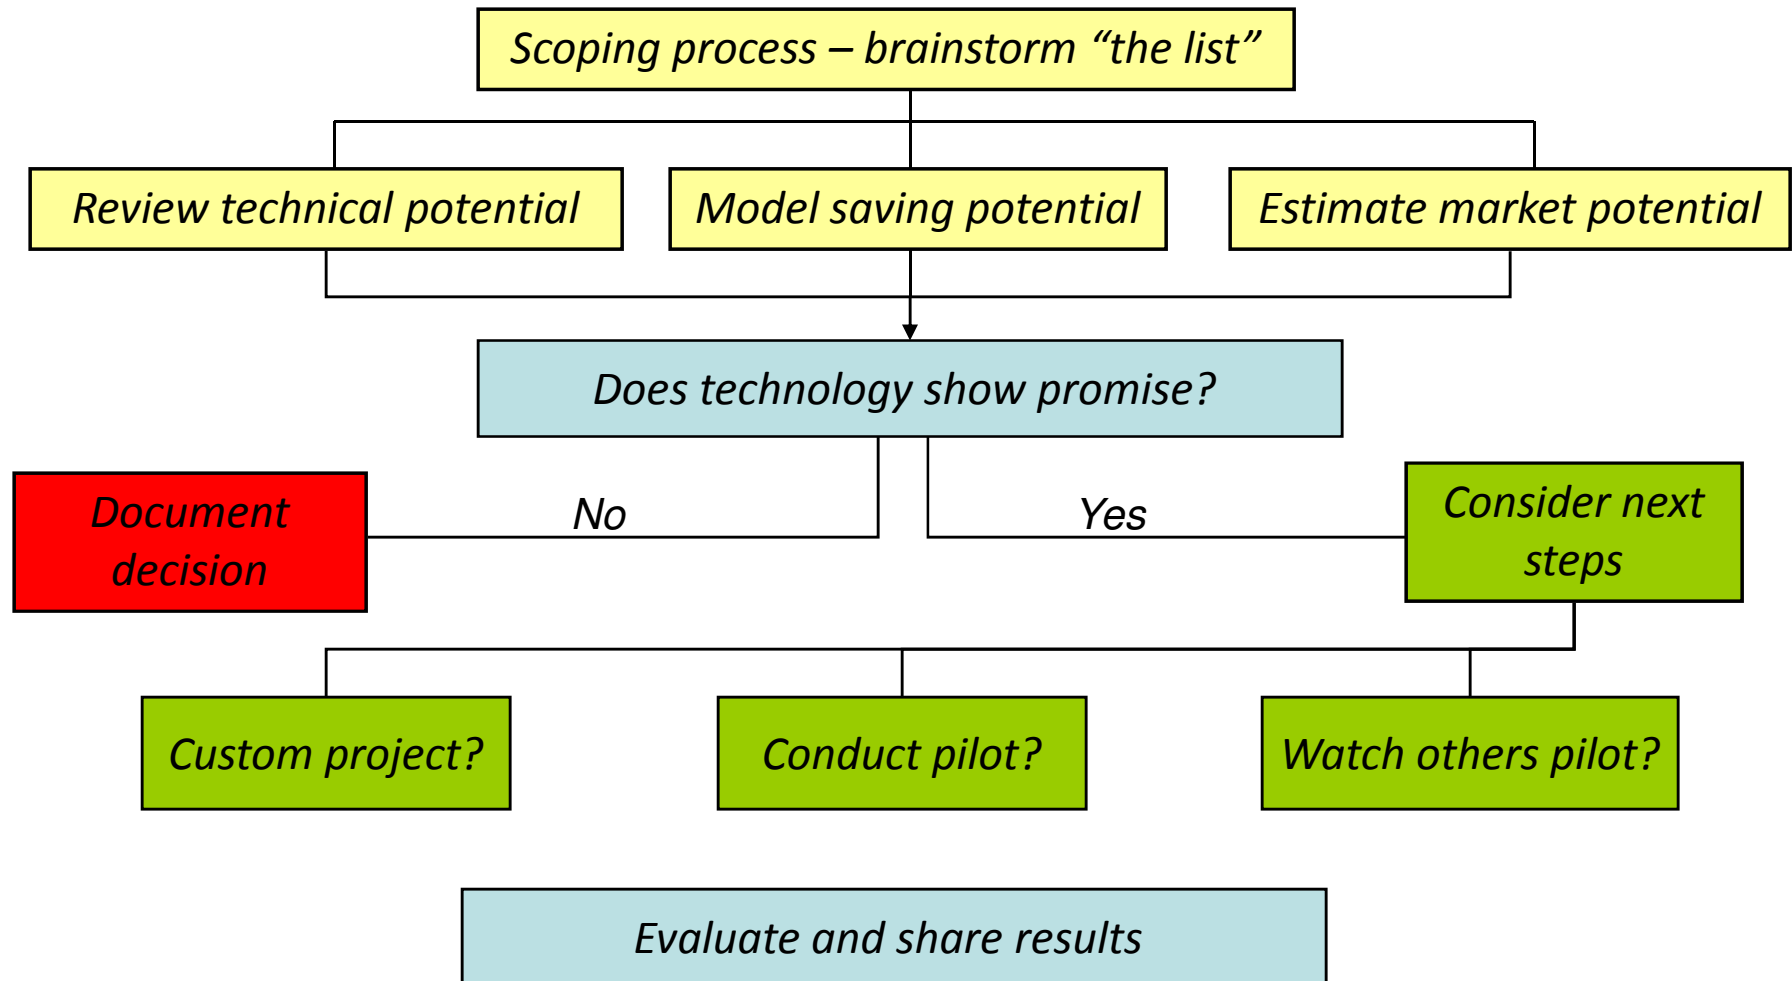 Scoping process – brainstorm “the list”
Review technical potential
Model saving potential
Estimate market potential
Does technology show promise?
Document
decision
No
Yes
Consider next
steps
Custom project?
Conduct pilot?
Watch others pilot?
Evaluate and share results